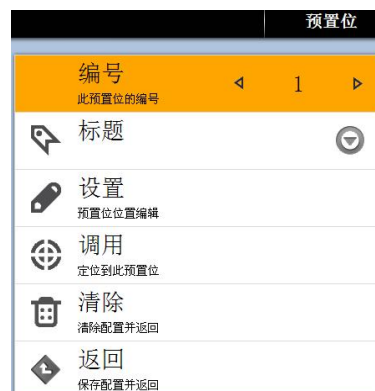 预置位
编号
此预置位的编号
1
标题
设置
预置位位置编辑
调用
定位到此预置位
清除
清除配置并返回
返回
保存配置并返回